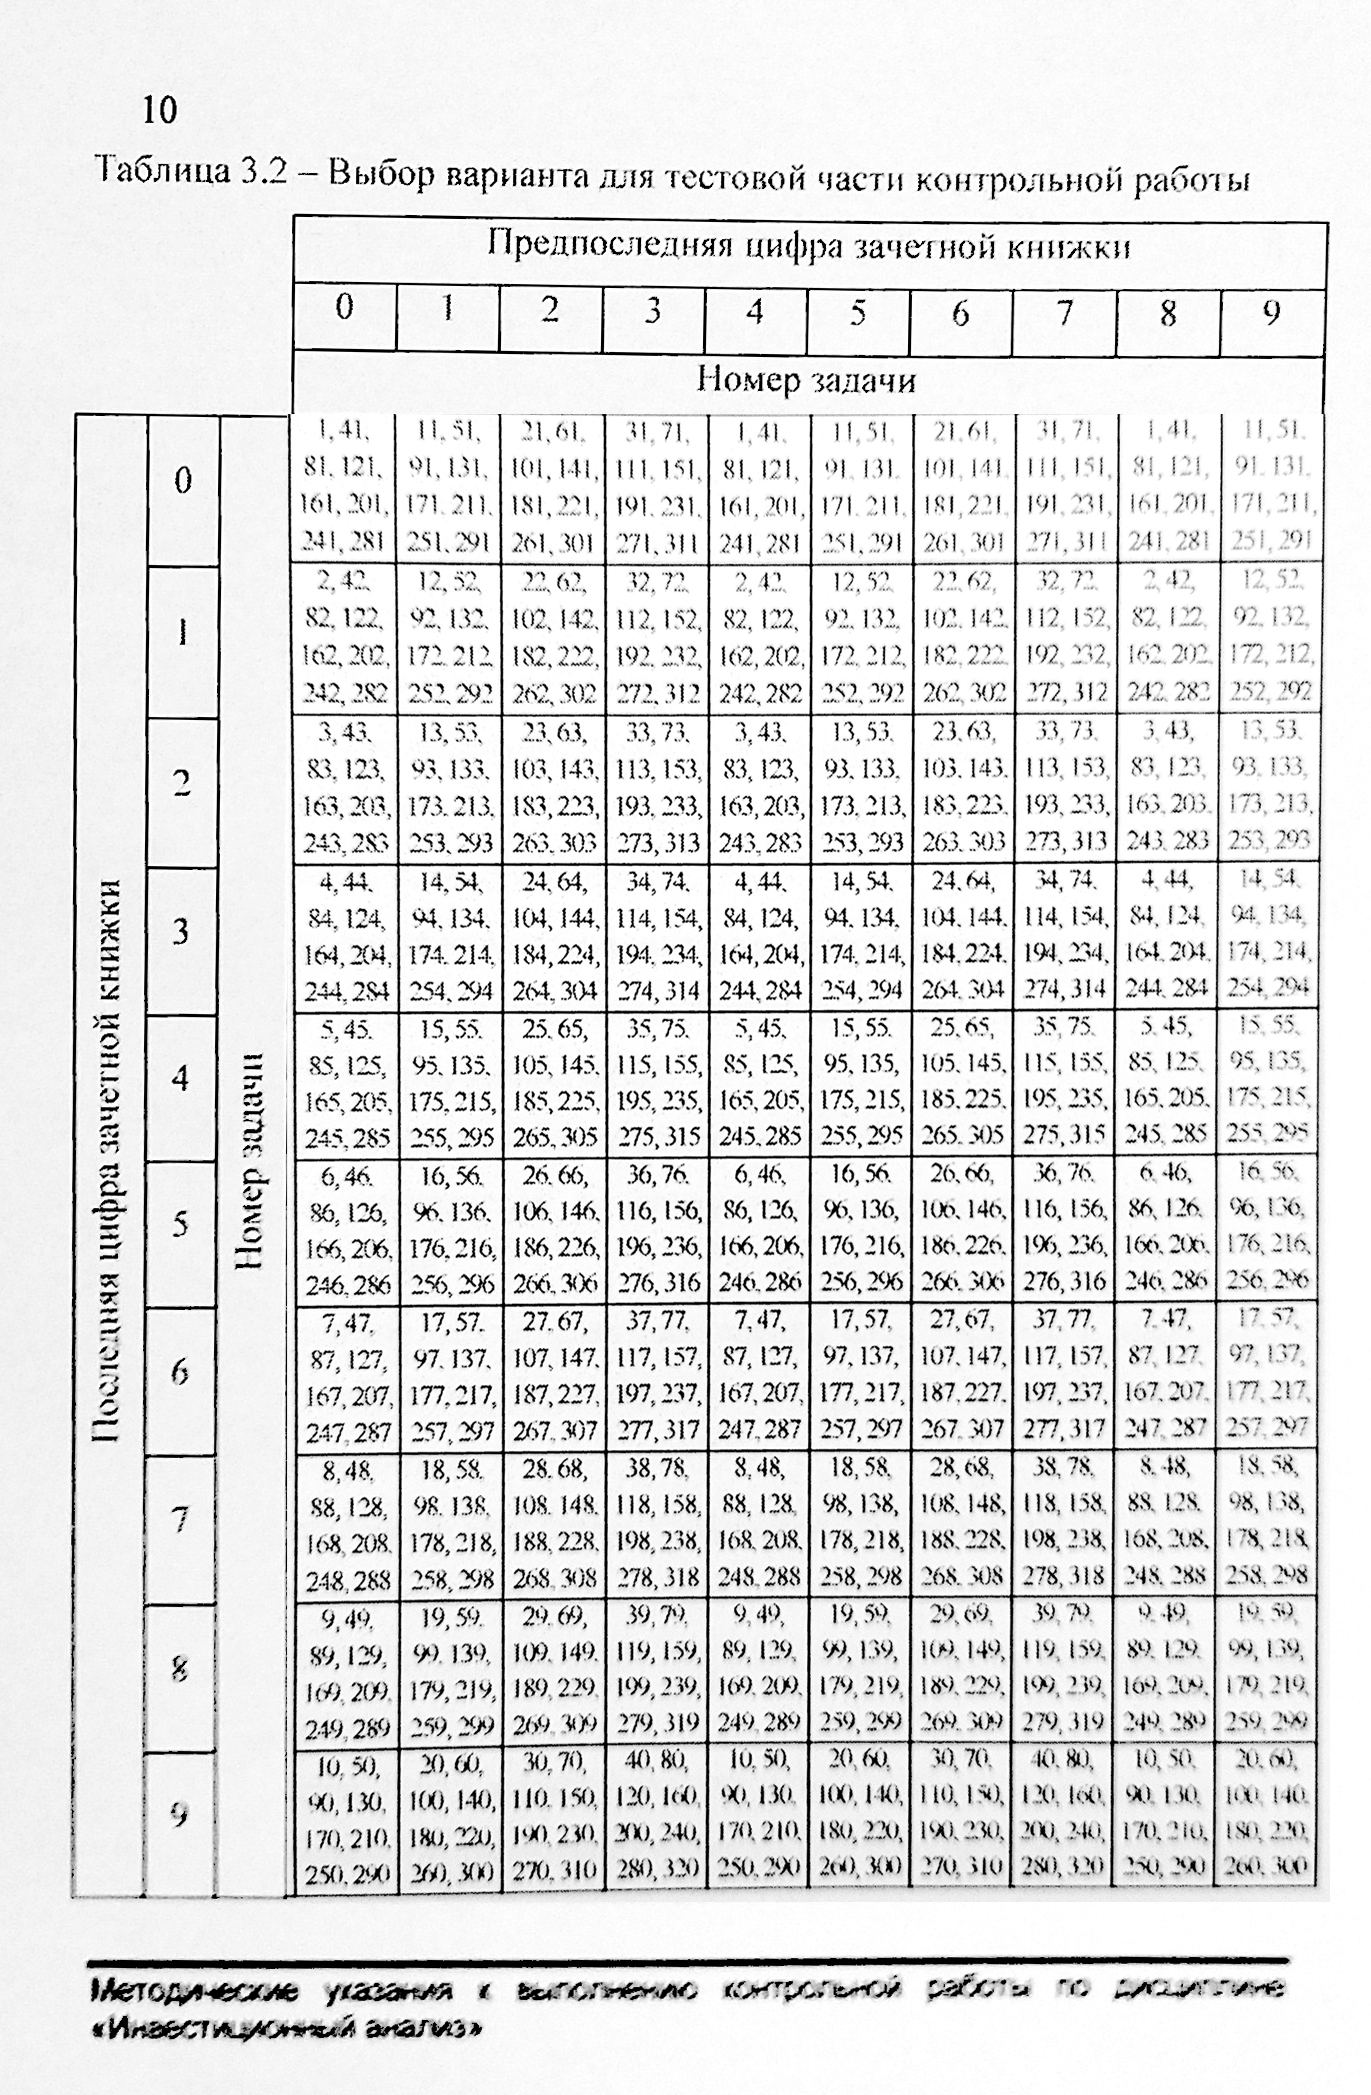 10
Таблица 3.2 – Выбор варианта для тестовой части контрольной работы
Предпоследняя цифра зачетной книжки
0 1 2 3 4 5 6 7 8 9
Номер задачи
Последняя цифра зачетной книжки
Номер задачи
0
1, 41, 11, 51, 21, 61, 31, 71, 1, 41, 11, 51, 21, 61, 31, 71, 1, 41, 11, 51,
81, 121, 91, 131, 101, 141, 111, 151, 81, 121, 91, 131, 101, 141, 111, 151, 81, 121, 91, 131,
161, 201, 171, 211, 181, 221, 191, 231, 161, 201, 171, 211, 181, 221, 191, 231, 161, 201, 171, 211,
241, 281 251, 291 261, 301 271, 311 241, 281 251, 291 261, 301 271, 311 241, 281 251, 291
1
2, 42, 12, 52, 22, 62, 32, 72, 2, 42, 12, 52, 22, 62, 32, 72, 2, 42, 12, 52,
82, 122, 92, 132, 102, 142, 112, 152, 82, 122, 92, 132, 102, 142, 112, 152, 82, 122, 92, 132,
162, 202, 172, 212 182, 222, 192, 232, 162, 202, 172, 212, 182, 222, 192, 232, 162, 202, 172, 212,
242, 282 252, 292 262, 302 272, 312 242, 282 252, 292 262, 302 272, 312 242, 282 252, 292
2
3, 43, 13, 53, 23, 63, 33, 73, 3, 43, 13, 53, 23, 63, 33, 73, 3, 43, 13, 53,
83, 123, 93, 133, 103, 143, 113, 153, 83, 123, 93, 133, 103, 143, 113, 153, 83, 123, 93, 133,
163, 203, 173, 213, 183, 223, 193, 233, 163, 203, 173, 213, 183, 223, 193, 233, 163, 203, 173, 213,
243, 283 253, 293 263, 303 273, 313 243, 283 253, 293 263, 303 273, 313 243, 283 253, 293
3
4, 44, 14, 54, 24, 64, 34, 74, 4, 44, 14, 54, 24, 64, 34, 74, 4, 44, 14, 54,
84, 124, 94, 134, 104, 144, 114, 154, 84, 124, 94, 134, 104, 144, 114, 154, 84, 124, 94, 134,
164, 204, 174, 214, 184, 224, 194, 234, 164, 204, 174, 214, 184, 224, 194, 234, 164, 204, 174, 214,
244, 284 254, 294 264, 304 274, 314 244, 284 254, 294 264, 304 274, 314 244, 284 254, 294
4
5, 45, 15, 55, 25, 65, 35, 75, 5, 45, 15, 55, 25, 65, 35, 75, 5, 45, 15, 55,
85, 125, 95, 135, 105, 145, 115, 155, 85, 125, 95, 135, 105, 145, 115, 155, 85, 125, 95, 135,
165, 205, 175, 215, 185, 225, 195, 235, 165, 205, 175, 215, 185, 225, 195, 235, 165, 205, 175, 215,
245, 285 255, 295 265, 305 275, 315 245, 285 255, 295 265, 305 275, 315 245, 285 255, 295
5
6, 46, 16, 56, 26, 66, 36, 76, 6, 46, 16, 56, 26, 66, 36, 76, 6, 46, 16, 56,
86, 126, 96, 136, 106, 146, 116, 156, 86, 126, 96, 136, 106, 146, 116, 156, 86, 126, 96, 136,
166, 206, 176, 216, 186, 226, 196, 236, 166, 206, 176, 216, 186, 226, 196, 236, 166, 206, 176, 216,
246, 286 256, 296 266, 306 276, 316 246, 286 256, 296 266, 306 276, 316 246, 286 256, 296
6
7, 47, 17, 57, 27, 67, 37, 77, 7, 47, 17, 57, 27, 67, 37, 77, 7, 47, 17, 57,
87, 127, 97, 137, 107, 147, 117, 157, 87, 127, 97, 137, 107, 147, 117, 157, 87, 127, 97, 137,
167, 207, 177, 217, 187, 227, 197, 237, 167, 207, 177, 217, 187, 227, 197, 237, 167, 207, 177, 217,
247, 287 257, 297 267, 307 277, 317 247, 287 257, 297 267, 307 277, 317 247, 287 257, 297
7
8, 48, 18, 58, 28, 68, 38, 78, 8, 48, 18, 58, 28, 68, 38, 78, 8, 48, 18, 58,
88, 128, 98, 138, 108, 148, 118, 158, 88, 128, 98, 138, 108, 148, 118, 158, 88, 128, 98, 138,
168, 208, 178, 218, 188, 228, 198, 238, 168, 208, 178, 218, 188, 228, 198, 238, 168, 208, 178, 218,
248, 288 258, 298 268, 308 278, 318 248, 288 258, 298 268, 308 278, 318 248, 288 258, 298
8
9, 49, 19, 59, 29, 69, 39, 79, 9, 49, 19, 59, 29, 69, 39, 79, 9, 49, 19, 59,
89, 129, 99, 139, 109, 149, 119, 159, 89, 129, 99, 139, 109, 149, 119, 159, 89, 129, 99, 139,
169, 209, 179, 219, 189, 229, 199, 239, 169, 209, 179, 219, 189, 229, 199, 239, 169, 209, 179, 219,
249, 289 259, 299 269, 309 279, 319 249, 289 259, 299 269, 309 279, 319 249, 289 259, 299
9
10, 50, 20, 60, 30, 70, 40, 80, 10, 50, 20, 60, 30, 70, 40, 80, 10, 50, 20, 60,
90, 130, 100, 140, 110, 150, 120, 160, 90, 130, 100, 140, 110, 150, 120, 160, 90, 130, 100, 140,
170, 210, 180, 220, 190, 230, 200, 240, 170, 210, 180, 220, 190, 230, 200, 240, 170, 210, 180, 220,
250, 290 260, 300 270, 310 280, 320 250, 290 260, 300 270, 310 280, 320 250, 290 260, 300
Методические указания к выполнению контрольной работы по дисциплине
«Инвестиционный анализ»